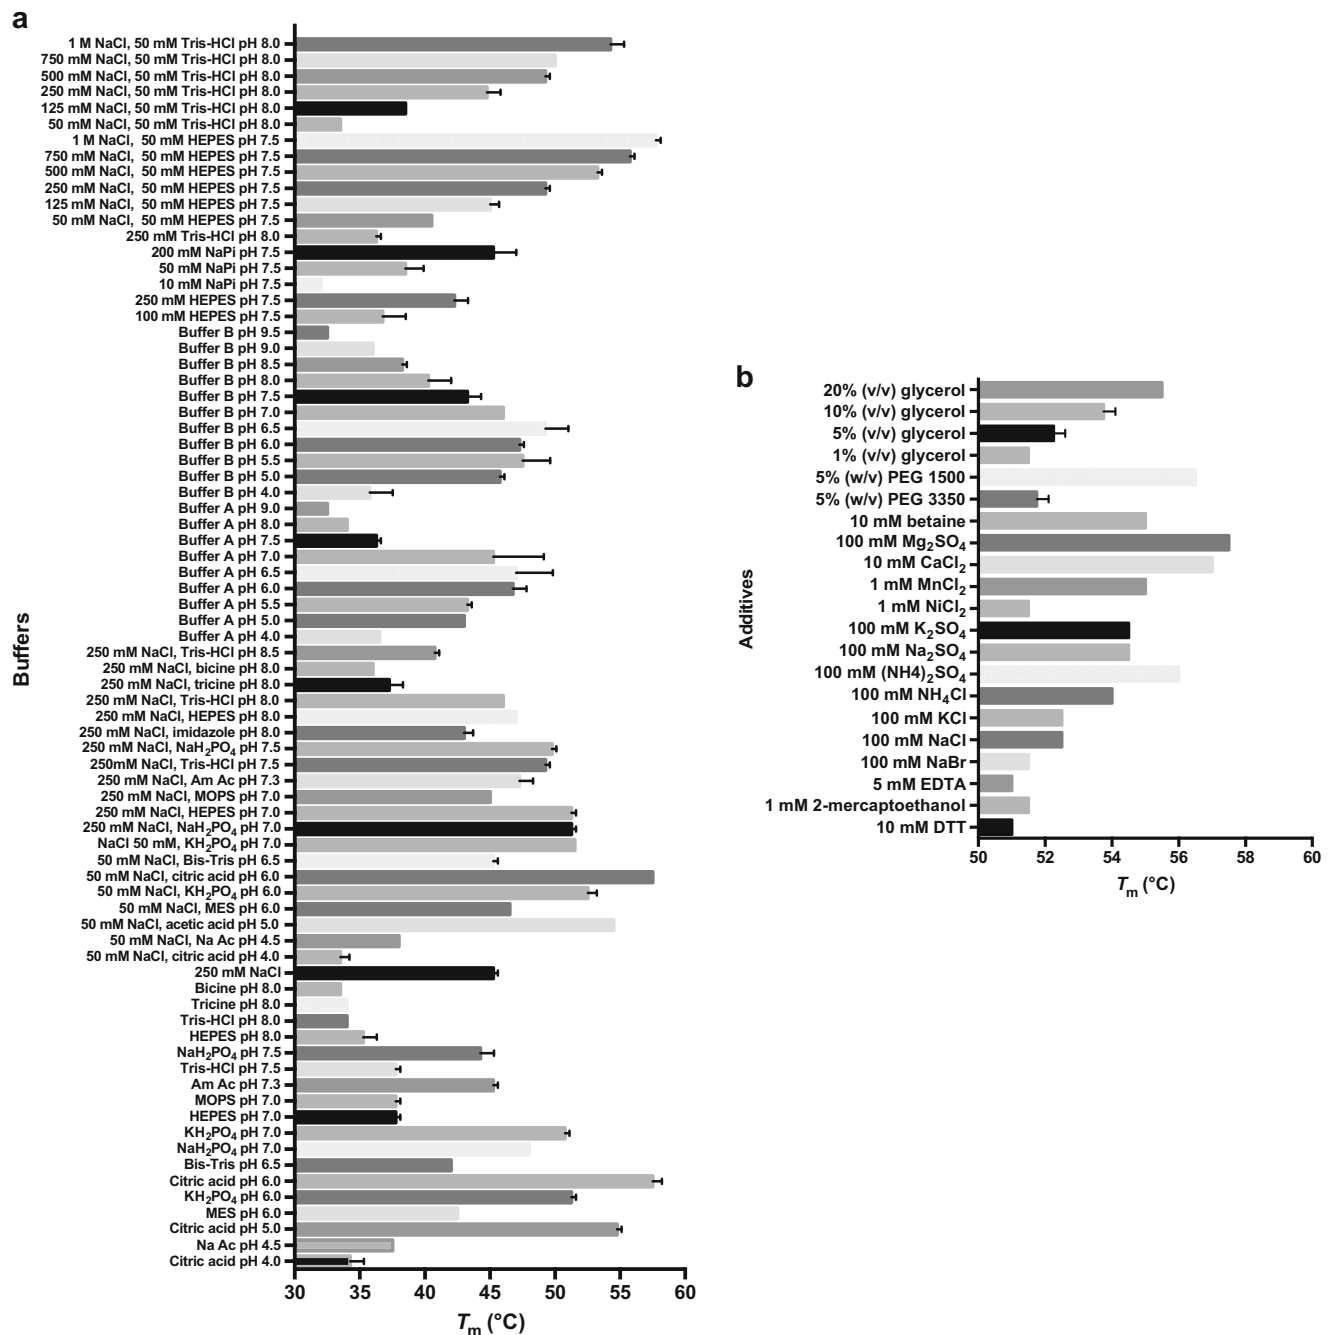 a
1 M NaCl, 50 mM Tris-HCl pH 8.0
750 mM NaCl, 50 mM Tris-HCl pH 8.0
500 mM NaCl, 50 mM Tris-HCl pH 8.0
250 mM NaCl, 50 mM Tris-HCl pH 8.0
125 mM NaCl, 50 mM Tris-HCl pH 8.0
50 mM NaCl, 50 mM Tris-HCl pH 8.0
1 M NaCl, 50 mM HEPES pH 7.5
750 mM NaCl, 50 mM HEPES pH 7.5
500 mM NaCl, 50 mM HEPES pH 7.5
250 mM NaCl, 50 mM HEPES pH 7.5
125 mM NaCl, 50 mM HEPES pH 7.5
50 mM NaCl, 50 mM HEPES pH 7.5
250 mM Tris-HCl pH 8.0
200 mM NaPi pH 7.5
50 mM NaPi pH 7.5
10 mM NaPi pH 7.5
250 mM HEPES pH 7.5
100 mM HEPES pH 7.5
Buffer B pH 9.5
Buffer B pH 9.0
Buffer B pH 8.5
Buffer B pH 8.0
Buffer B pH 7.5
Buffer B pH 7.0
Buffer B pH 6.5
Buffer B pH 6.0
Buffer B pH 5.5
Buffer B pH 5.0
Buffer B pH 4.0
Buffer A pH 9.0
Buffer A pH 8.0
Buffer A pH 7.5
Buffer A pH 7.0
Buffer A pH 6.5
Buffer A pH 6.0
Buffer A pH 5.5
Buffer A pH 5.0
Buffer A pH 4.0
250 mM NaCl, Tris-HCl pH 8.5
250 mM NaCl, bicine pH 8.0
250 mM NaCl, tricine pH 8.0
250 mM NaCl, Tris-HCl pH 8.0
250 mM NaCl, HEPES pH 8.0
250 mM NaCl, imidazole pH 8.0
250 mM NaCl, NaH₂PO₄ pH 7.5
250mM NaCl, Tris-HCl pH 7.5
250 mM NaCl, Am Ac pH 7.3
250 mM NaCl, MOPS pH 7.0
250 mM NaCl, HEPES pH 7.0
250 mM NaCl, NaH₂PO₄ pH 7.0
NaCl 50 mM, KH₂PO₄ pH 7.0
50 mM NaCl, Bis-Tris pH 6.5
50 mM NaCl, citric acid pH 6.0
50 mM NaCl, KH₂PO₄ pH 6.0
50 mM NaCl, MES pH 6.0
50 mM NaCl, acetic acid pH 5.0
50 mM NaCl, Na Ac pH 4.5
50 mM NaCl, citric acid pH 4.0
250 mM NaCl
Bicine pH 8.0
Tricine pH 8.0
Tris-HCl pH 8.0
HEPES pH 8.0
NaH₂PO₄ pH 7.5
Tris-HCl pH 7.5
Am Ac pH 7.3
MOPS pH 7.0
HEPES pH 7.0
KH₂PO₄ pH 7.0
NaH₂PO₄ pH 7.0
Bis-Tris pH 6.5
Citric acid pH 6.0
KH₂PO₄ pH 6.0
MES pH 6.0
Citric acid pH 5.0
Na Ac pH 4.5
Citric acid pH 4.0
Buffers
30 35 40 45 50 55 60
Tm (°C)
b
20% (v/v) glycerol
10% (v/v) glycerol
5% (v/v) glycerol
1% (v/v) glycerol
5% (w/v) PEG 1500
5% (w/v) PEG 3350
10 mM betaine
100 mM Mg₂SO₄
10 mM CaCl₂
1 mM MnCl₂
1 mM NiCl₂
100 mM K₂SO₄
100 mM Na₂SO₄
100 mM (NH4)₂SO₄
100 mM NH₄Cl
100 mM KCl
100 mM NaCl
100 mM NaBr
5 mM EDTA
1 mM 2-mercaptoethanol
10 mM DTT
Additives
50 52 54 56 58 60
Tm (°C)